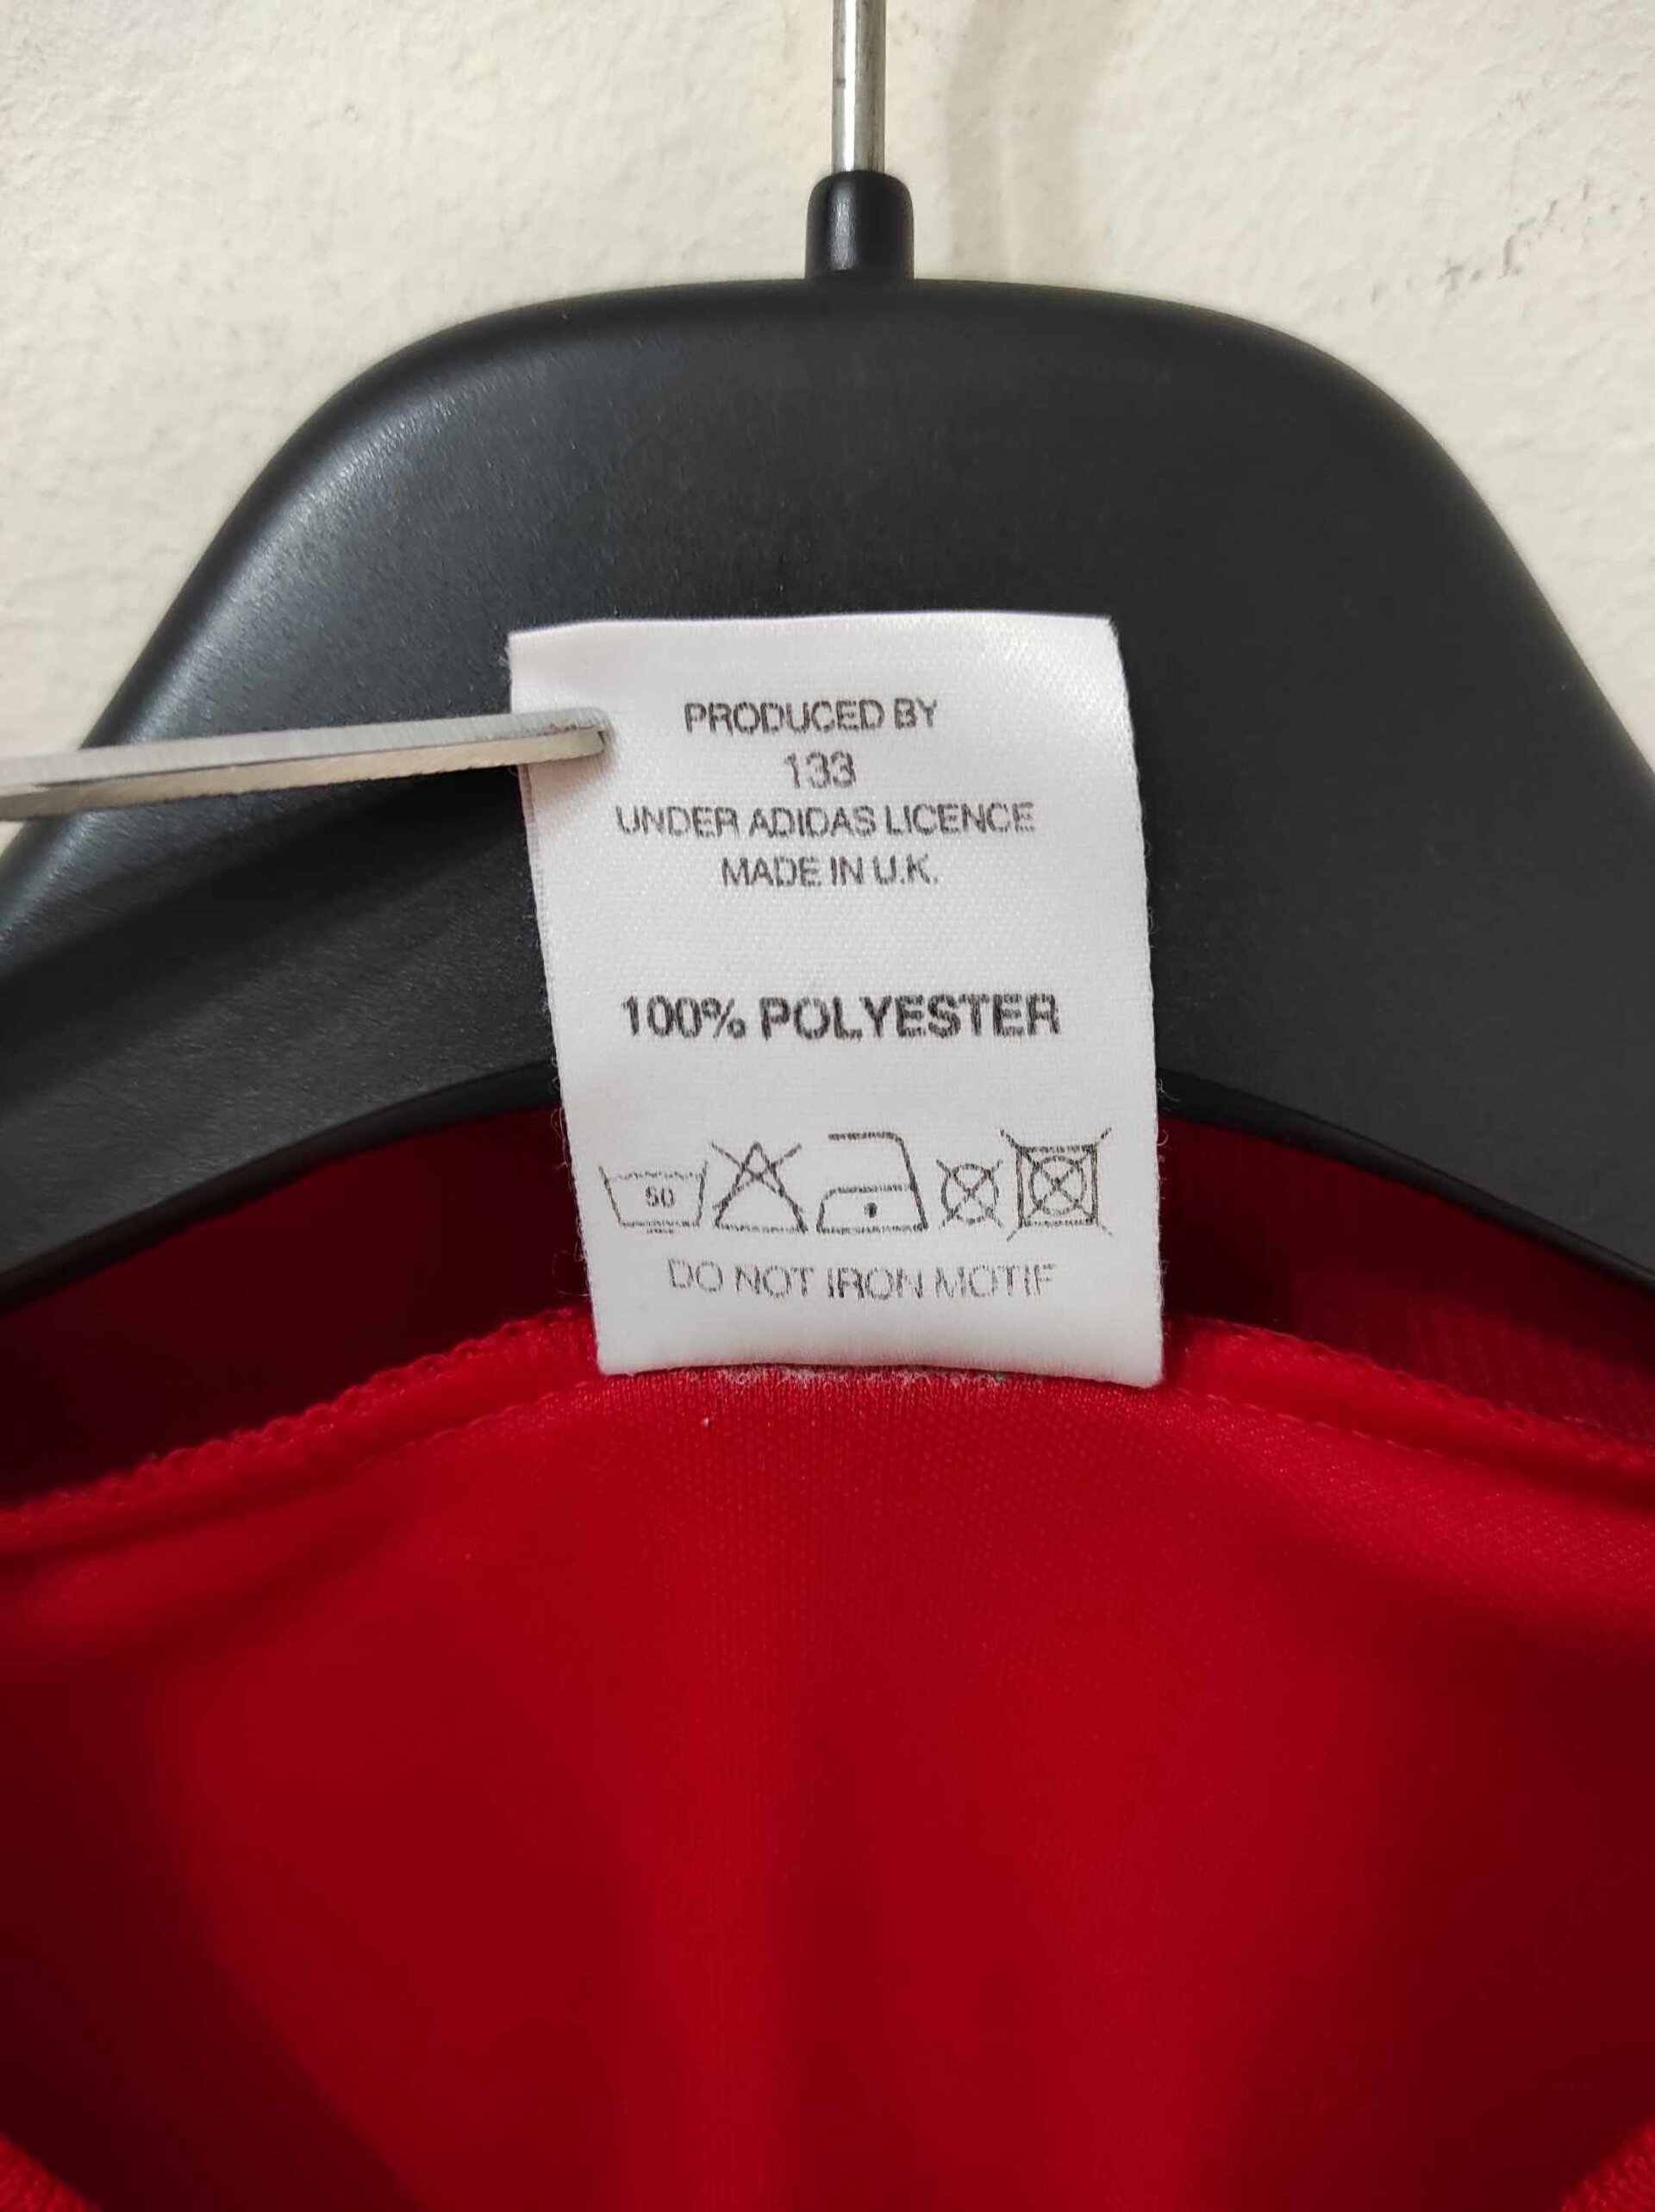 PRODUCED BY
133
UNDER ADIDAS LICENCE
MADE IN U.K.
100% POLYESTER
50
DO NOT IRON MOTIF